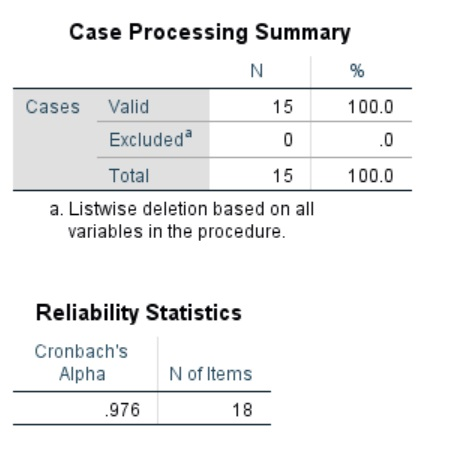 Case Processing Summary
N %
Cases Valid 15 100.0
Excludedª 0 .0
Total 15 100.0
a. Listwise deletion based on all
variables in the procedure.
Reliability Statistics
Cronbach's
Alpha N of Items
.976 18